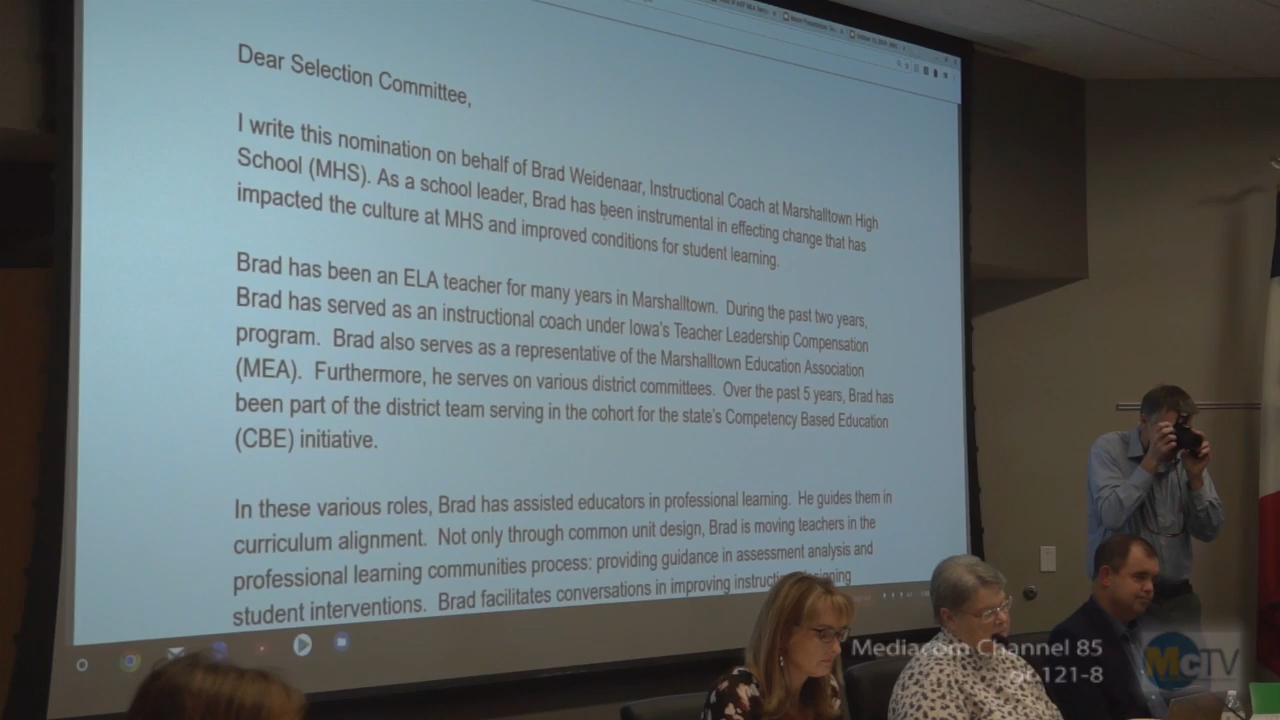 Dear Selection Committee,
I write this nomination on behalf of Brad Weidenaar, Instructional Coach at Marshalltown High
School (MHS). As a school leader, Brad has been instrumental in effecting change that has
impacted the culture at MHS and improved conditions for student learning.
Brad has been an ELA teacher for many years in Marshalltown. During the past two years,
Brad has served as an instructional coach under Iowa's Teacher Leadership Compensation
program. Brad also serves as a representative of the Marshalltown Education Association
(MEA). Furthermore, he serves on various district committees. Over the past 5 years, Brad has
been part of the district team serving in the cohort for the state's Competency Based Education
(CBE) initiative.
In these various roles, Brad has assisted educators in professional learning. He guides them in
curriculum alignment. Not only through common unit design, Brad is moving teachers in the
professional learning communities process: providing guidance in assessment analysis and
student interventions. Brad facilitates conversations in improving
Mediacom Channel 85
121-8
McTV